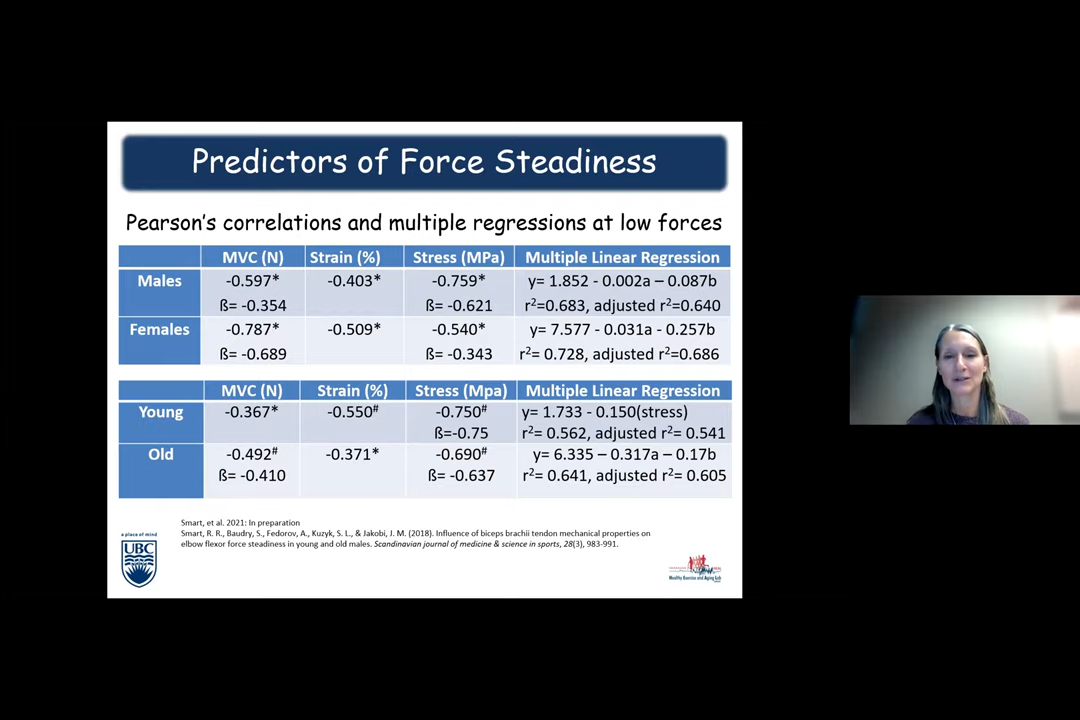 Predictors of Force Steadiness
Pearson's correlations and multiple regressions at low forces
MVC (N) Strain (%) Stress (MPa) Multiple Linear Regression
Males -0.597* -0.403* -0.759* y= 1.852 - 0.002a – 0.087b
ß= -0.354 ß= -0.621 r²=0.683, adjusted r²=0.640
Females -0.787* -0.509* -0.540* y= 7.577 - 0.031a - 0.257b
ß= -0.689 ß= -0.343 r²= 0.728, adjusted r²=0.686
MVC (N) Strain (%) Stress (Mpa) Multiple Linear Regression
Young -0.367* -0.550# -0.750# y= 1.733 - 0.150(stress)
ß=-0.75 r²= 0.562, adjusted r²= 0.541
Old -0.492# -0.371* -0.690# y= 6.335 – 0.317a – 0.17b
ß= -0.410 ß= -0.637 r²= 0.641, adjusted r²= 0.605
Smart, et al. 2021: In preparation
Smart, R. R., Baudry, S., Fedorov, A., Kuzyk, S. L., & Jakobi, J. M. (2018). Influence of biceps brachii tendon mechanical properties on
elbow flexor force steadiness in young and old males. Scandinavian journal of medicine & science in sports, 28(3), 983-991.
a place of mind
UBC
Healthy Exercise and Aging Lab